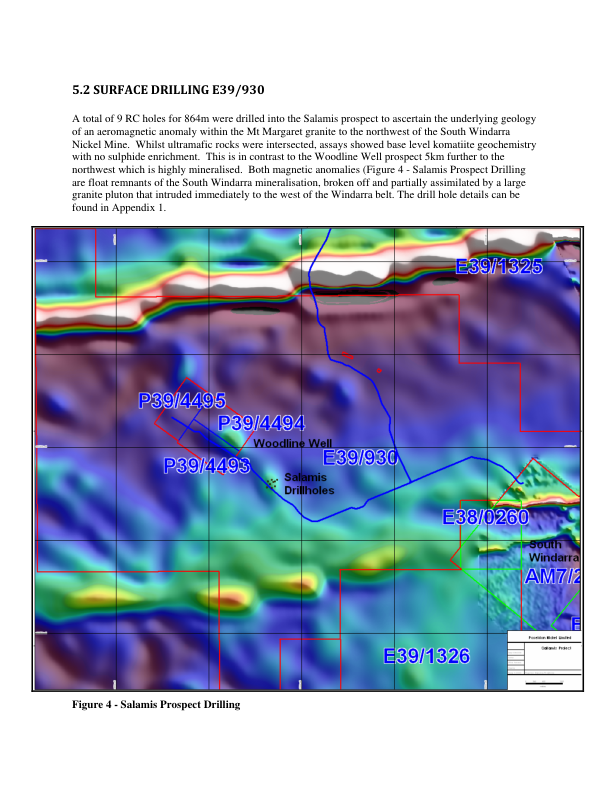 5.2 SURFACE DRILLING E39/930
A total of 9 RC holes for 864m were drilled into the Salamis prospect to ascertain the underlying geology
of an aeromagnetic anomaly within the Mt Margaret granite to the northwest of the South Windarra
Nickel Mine.  Whilst ultramafic rocks were intersected, assays showed base level komatiite geochemistry
with no sulphide enrichment.  This is in contrast to the Woodline Well prospect 5km further to the
northwest which is highly mineralised.  Both magnetic anomalies (Figure 4 - Salamis Prospect Drilling
are float remnants of the South Windarra mineralisation, broken off and partially assimilated by a large
granite pluton that intruded immediately to the west of the Windarra belt. The drill hole details can be
found in Appendix 1.
E39/1325
P39/4495
P39/4494
Woodline Well
P39/4493
E39/930
Salamis
Drillholes
E38/0260
South
Windarra
AM7/2
E
Poseidon Nickel Limited
Salamis Project
E39/1326
Figure 4 - Salamis Prospect Drilling